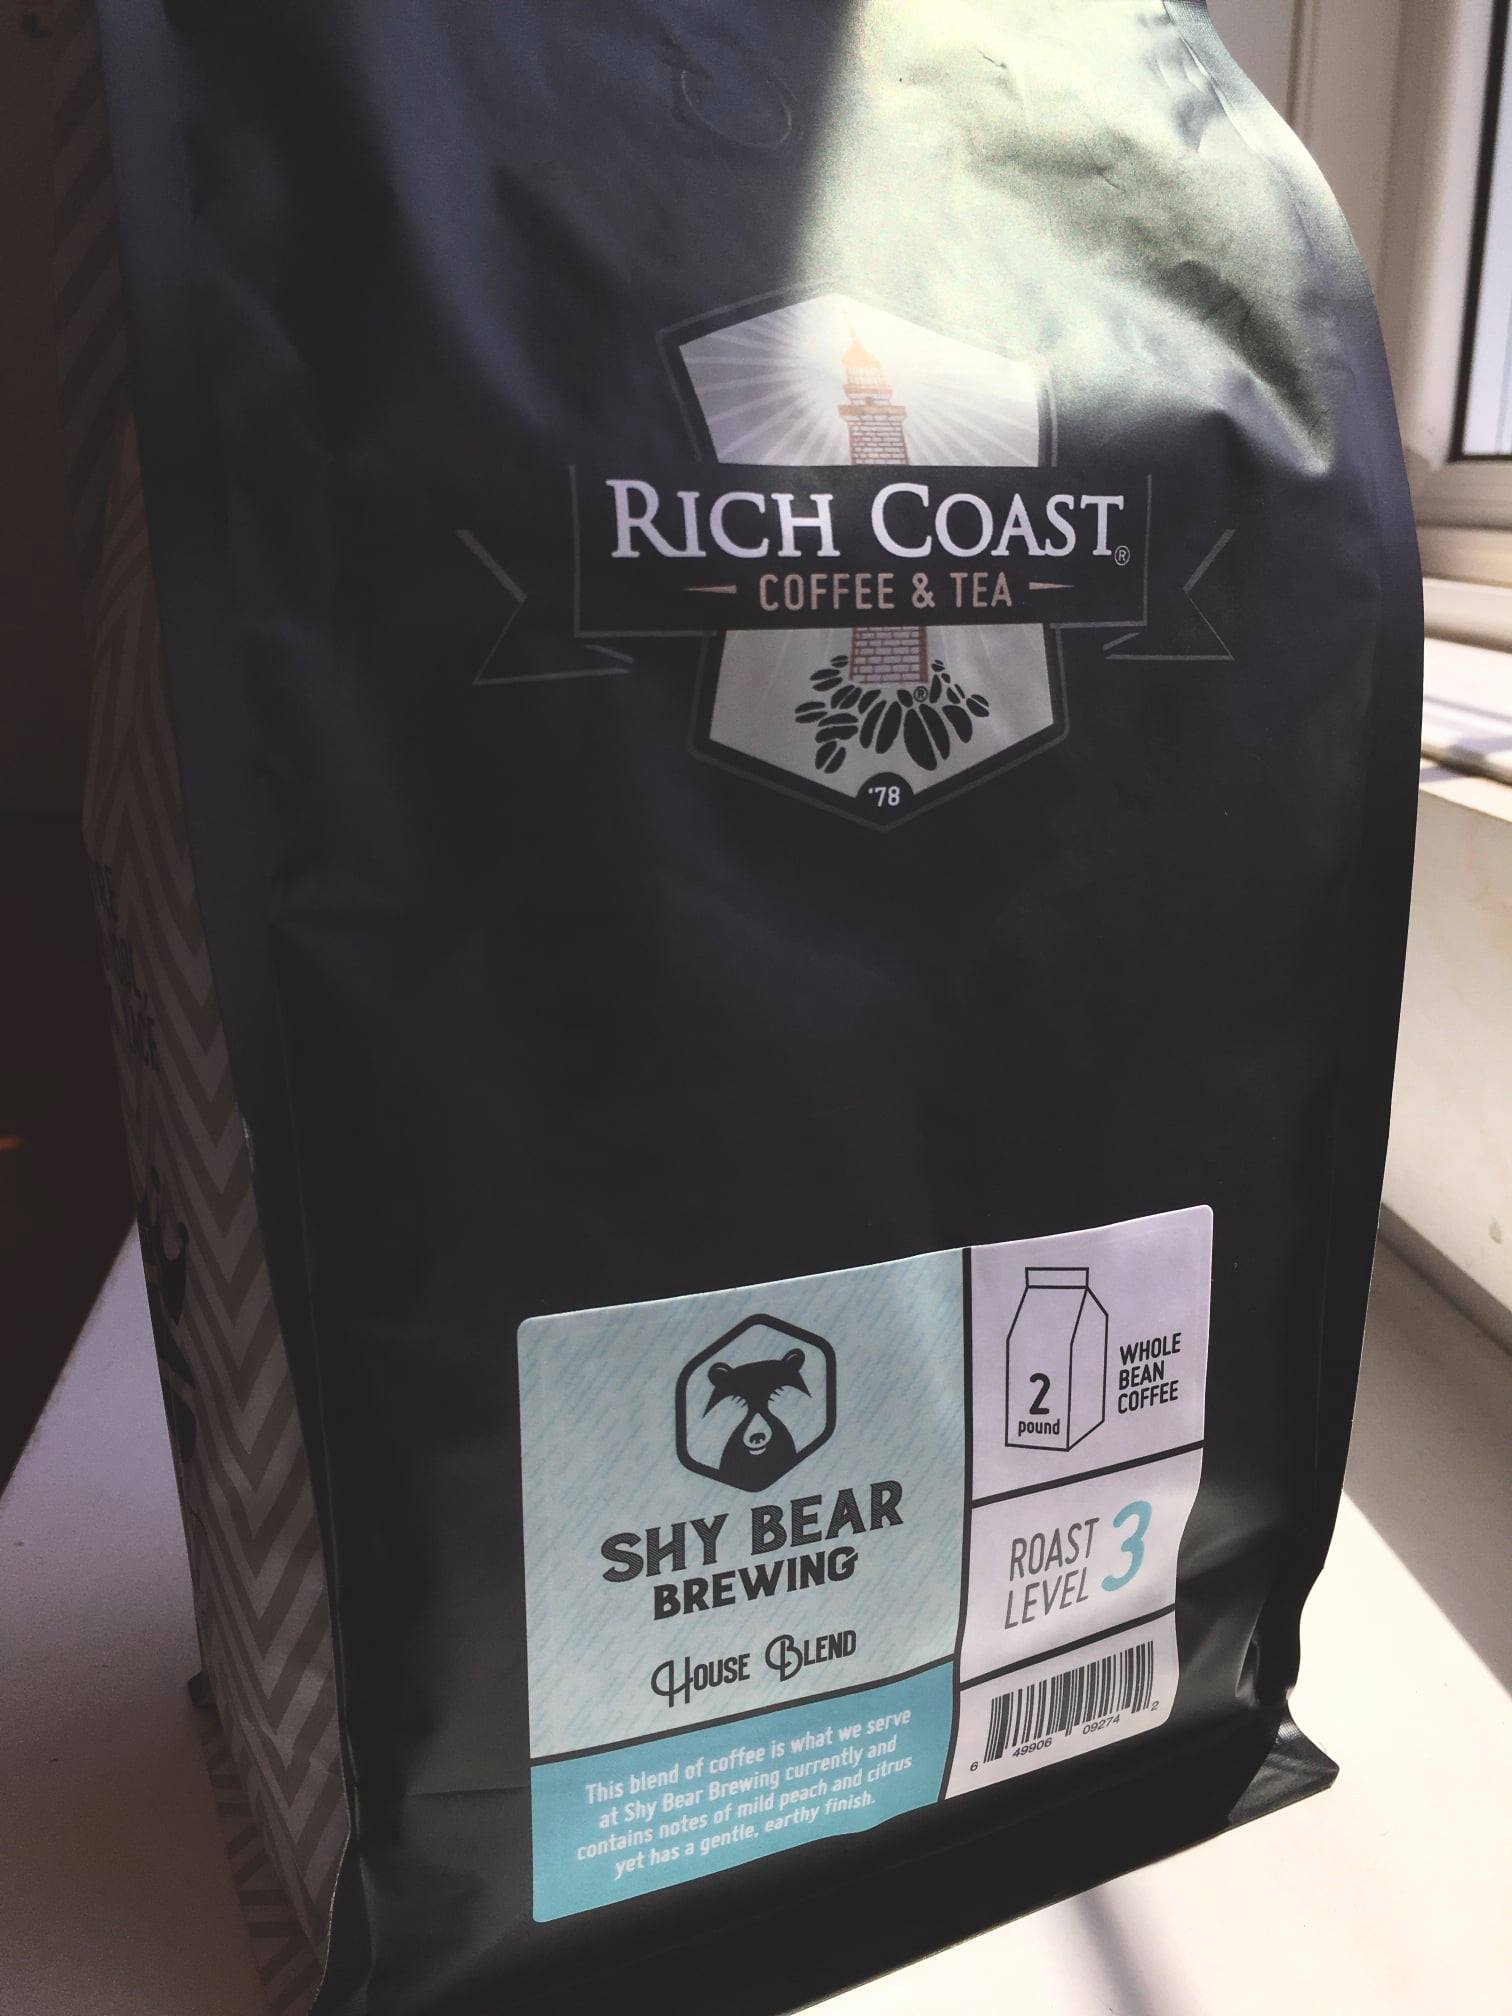 RICH COAST®
COFFEE & TEA
®
'78
SHY BEAR
BREWING
HOUSE BLEND
This blend of coffee is what we serve
at Shy Bear Brewing currently and
contains notes of mild peach and citrus
yet has a gentle, earthy finish.
2
pound
WHOLE
BEAN
COFFEE
ROAST
LEVEL 3
6 49906 09274 2